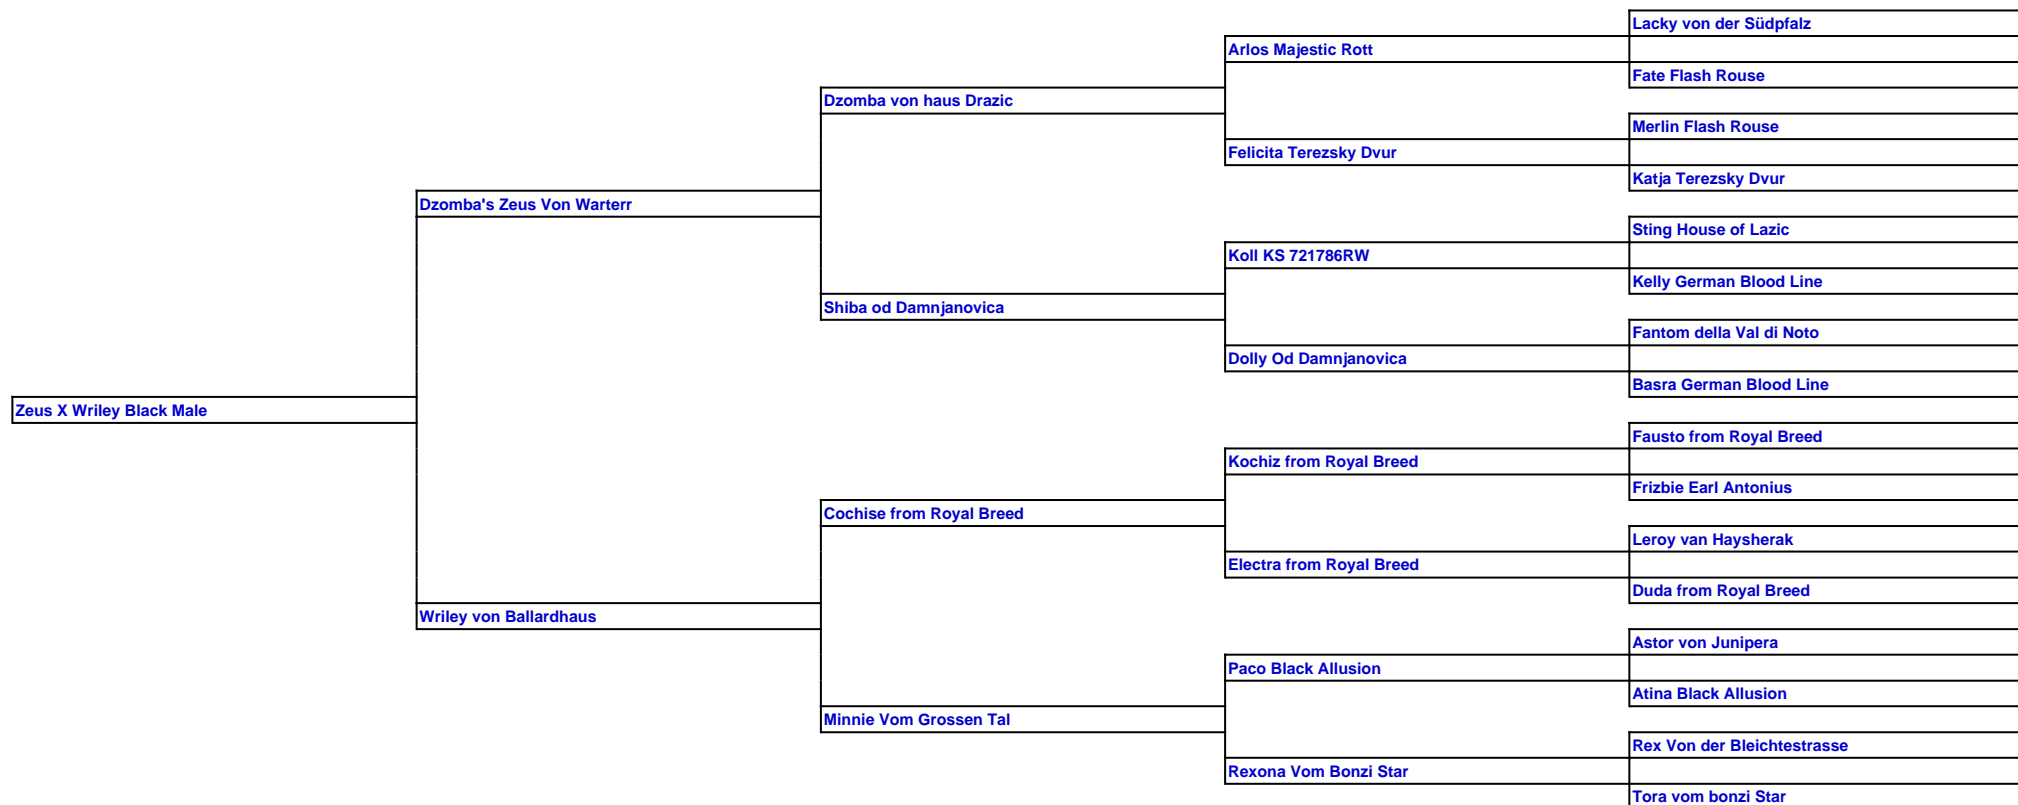 Lacky von der Südpfalz
Arlos Majestic Rott
Fate Flash Rouse
Dzomba von haus Drazic
Merlin Flash Rouse
Felicita Terezsky Dvur
Katja Terezsky Dvur
Dzomba's Zeus Von Warterr
Sting House of Lazic
Koll KS 721786RW
Kelly German Blood Line
Shiba od Damnjanovica
Fantom della Val di Noto
Dolly Od Damnjanovica
Basra German Blood Line
Zeus X Wriley Black Male
Fausto from Royal Breed
Kochiz from Royal Breed
Frizbie Earl Antonius
Cochise from Royal Breed
Leroy van Haysherak
Electra from Royal Breed
Duda from Royal Breed
Wriley von Ballardhaus
Astor von Junipera
Paco Black Allusion
Atina Black Allusion
Minnie Vom Grossen Tal
Rex Von der Bleichtestrasse
Rexona Vom Bonzi Star
Tora vom bonzi Star